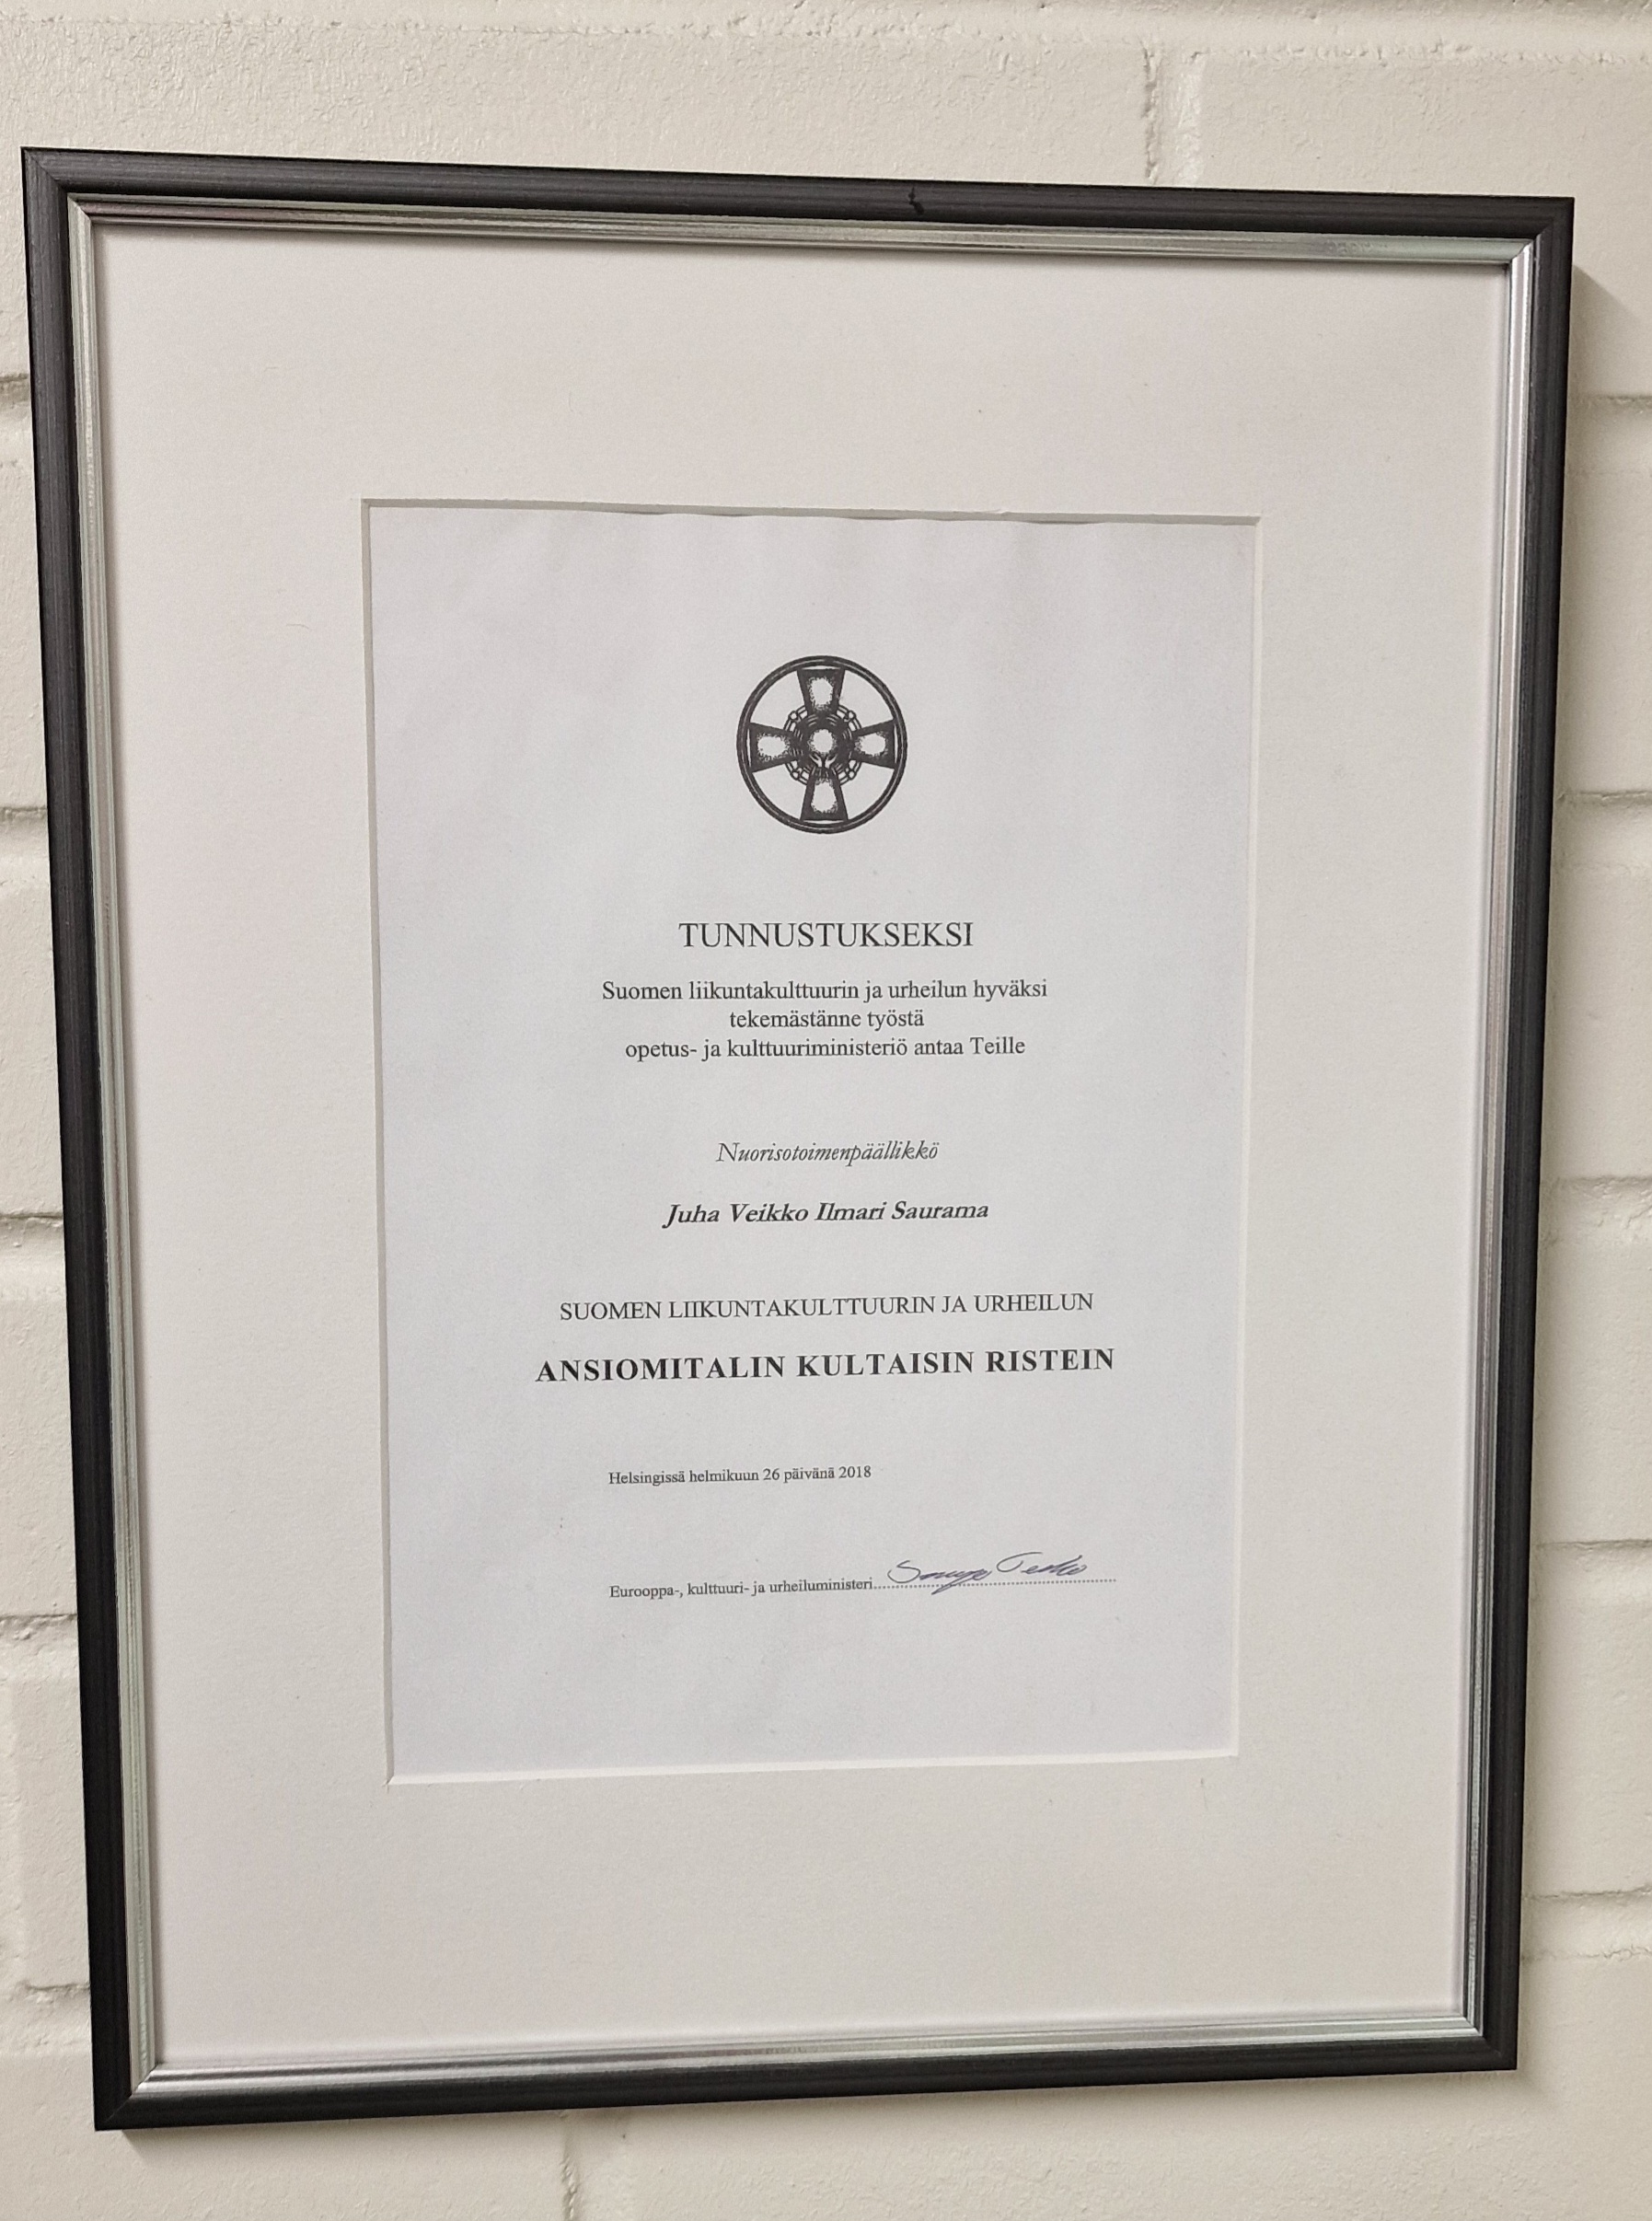 TUNNUSTUKSEKSI
Suomen liikuntakulttuurin ja urheilun hyväksi
tekemästänne työstä
opetus- ja kulttuuriministeriö antaa Teille
Nuorisotoimenpäällikkö
Juha Veikko Ilmari Saurama
SUOMEN LIIKUNTAKULTTUURIN JA URHEILUN
ANSIOMITALIN KULTAISIN RISTEIN
Helsingissä helmikuun 26 päivänä 2018
Eurooppa-, kulttuuri- ja urheiluministeri